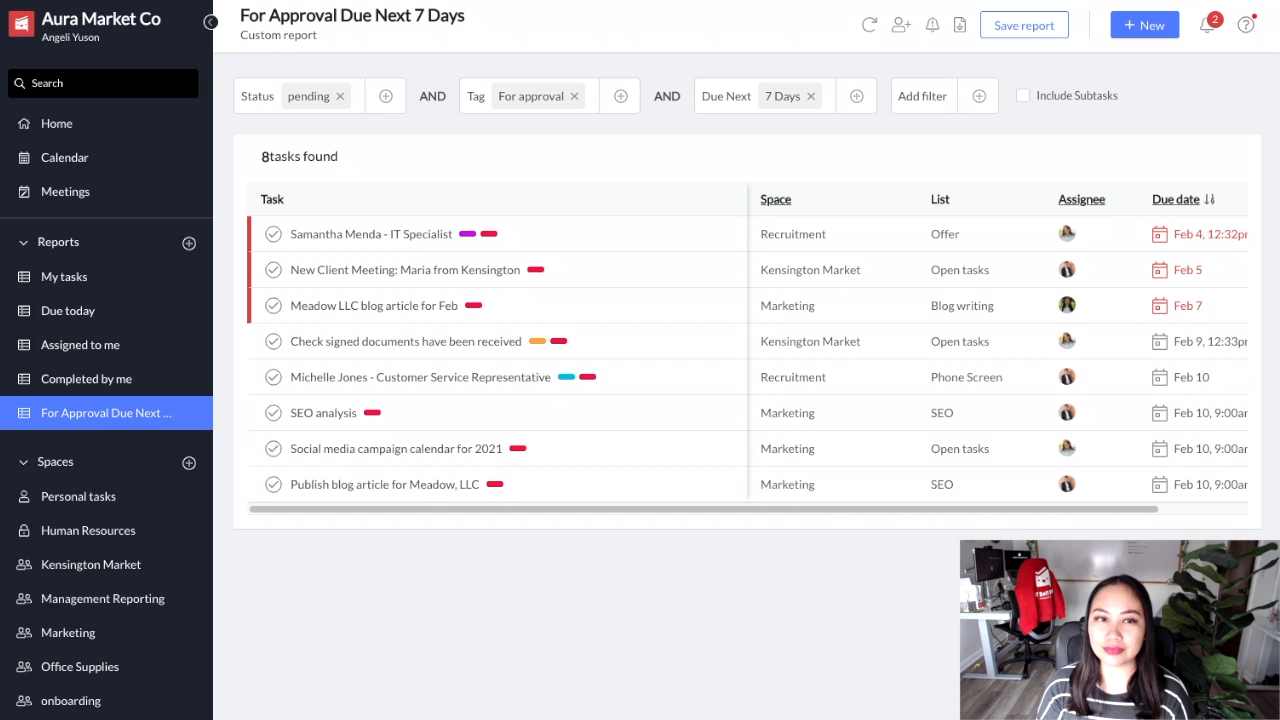 Aura Market Co
Angeli Yuson
Search
Home
Calendar
Meetings
Reports
My tasks
Due today
Assigned to me
Completed by me
For Approval Due Next ...
Spaces
Personal tasks
Human Resources
Kensington Market
Management Reporting
Marketing
Office Supplies
onboarding
For Approval Due Next 7 Days
Custom report
Save report
+ New
2
Status pending AND Tag For approval AND Due Next 7 Days Add filter Include Subtasks
8tasks found
Task Space List Assignee Due date
Samantha Menda - IT Specialist Recruitment Offer Feb 4, 12:32pm
New Client Meeting: Maria from Kensington Kensington Market Open tasks Feb 5
Meadow LLC blog article for Feb Marketing Blog writing Feb 7
Check signed documents have been received Kensington Market Open tasks Feb 9, 12:33pm
Michelle Jones - Customer Service Representative Recruitment Phone Screen Feb 10
SEO analysis Marketing SEO Feb 10, 9:00am
Social media campaign calendar for 2021 Marketing Open tasks Feb 10, 9:00am
Publish blog article for Meadow, LLC Marketing SEO Feb 10, 9:00am